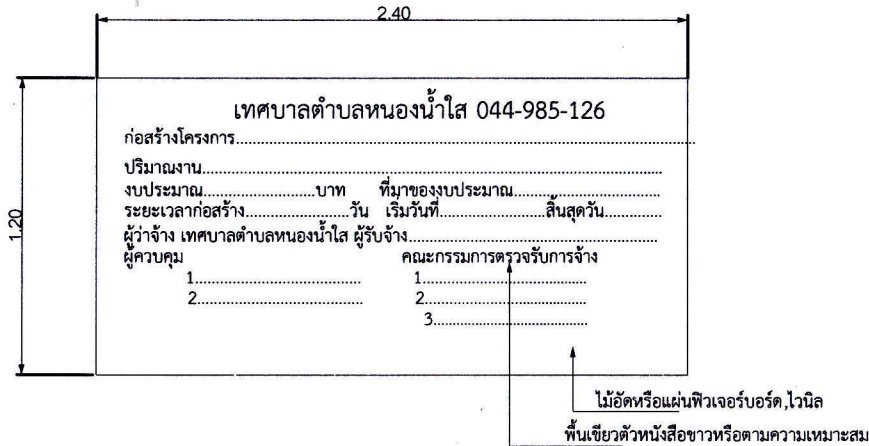 2.40
1.20
เทศบาลตำบลหนองน้ำใส 044-985-126
ก่อสร้างโครงการ................................................................
ปริมาณงาน................................................................
งบประมาณ........................บาท ที่มาของงบประมาณ................................
ระยะเวลาก่อสร้าง......................วัน เริ่มวันที่......................สิ้นสุดวัน............
ผู้ว่าจ้าง เทศบาลตำบลหนองน้ำใส ผู้รับจ้าง................................................
ผู้ควบคุม คณะกรรมการตรวจรับการจ้าง
1.................................... 1....................................
2.................................... 2....................................
3....................................
ไม้อัดหรือแผ่นฟิวเจอร์บอร์ด,ไวนิล
พื้นเขียวตัวหนังสือขาวหรือตามความเหมาะสม